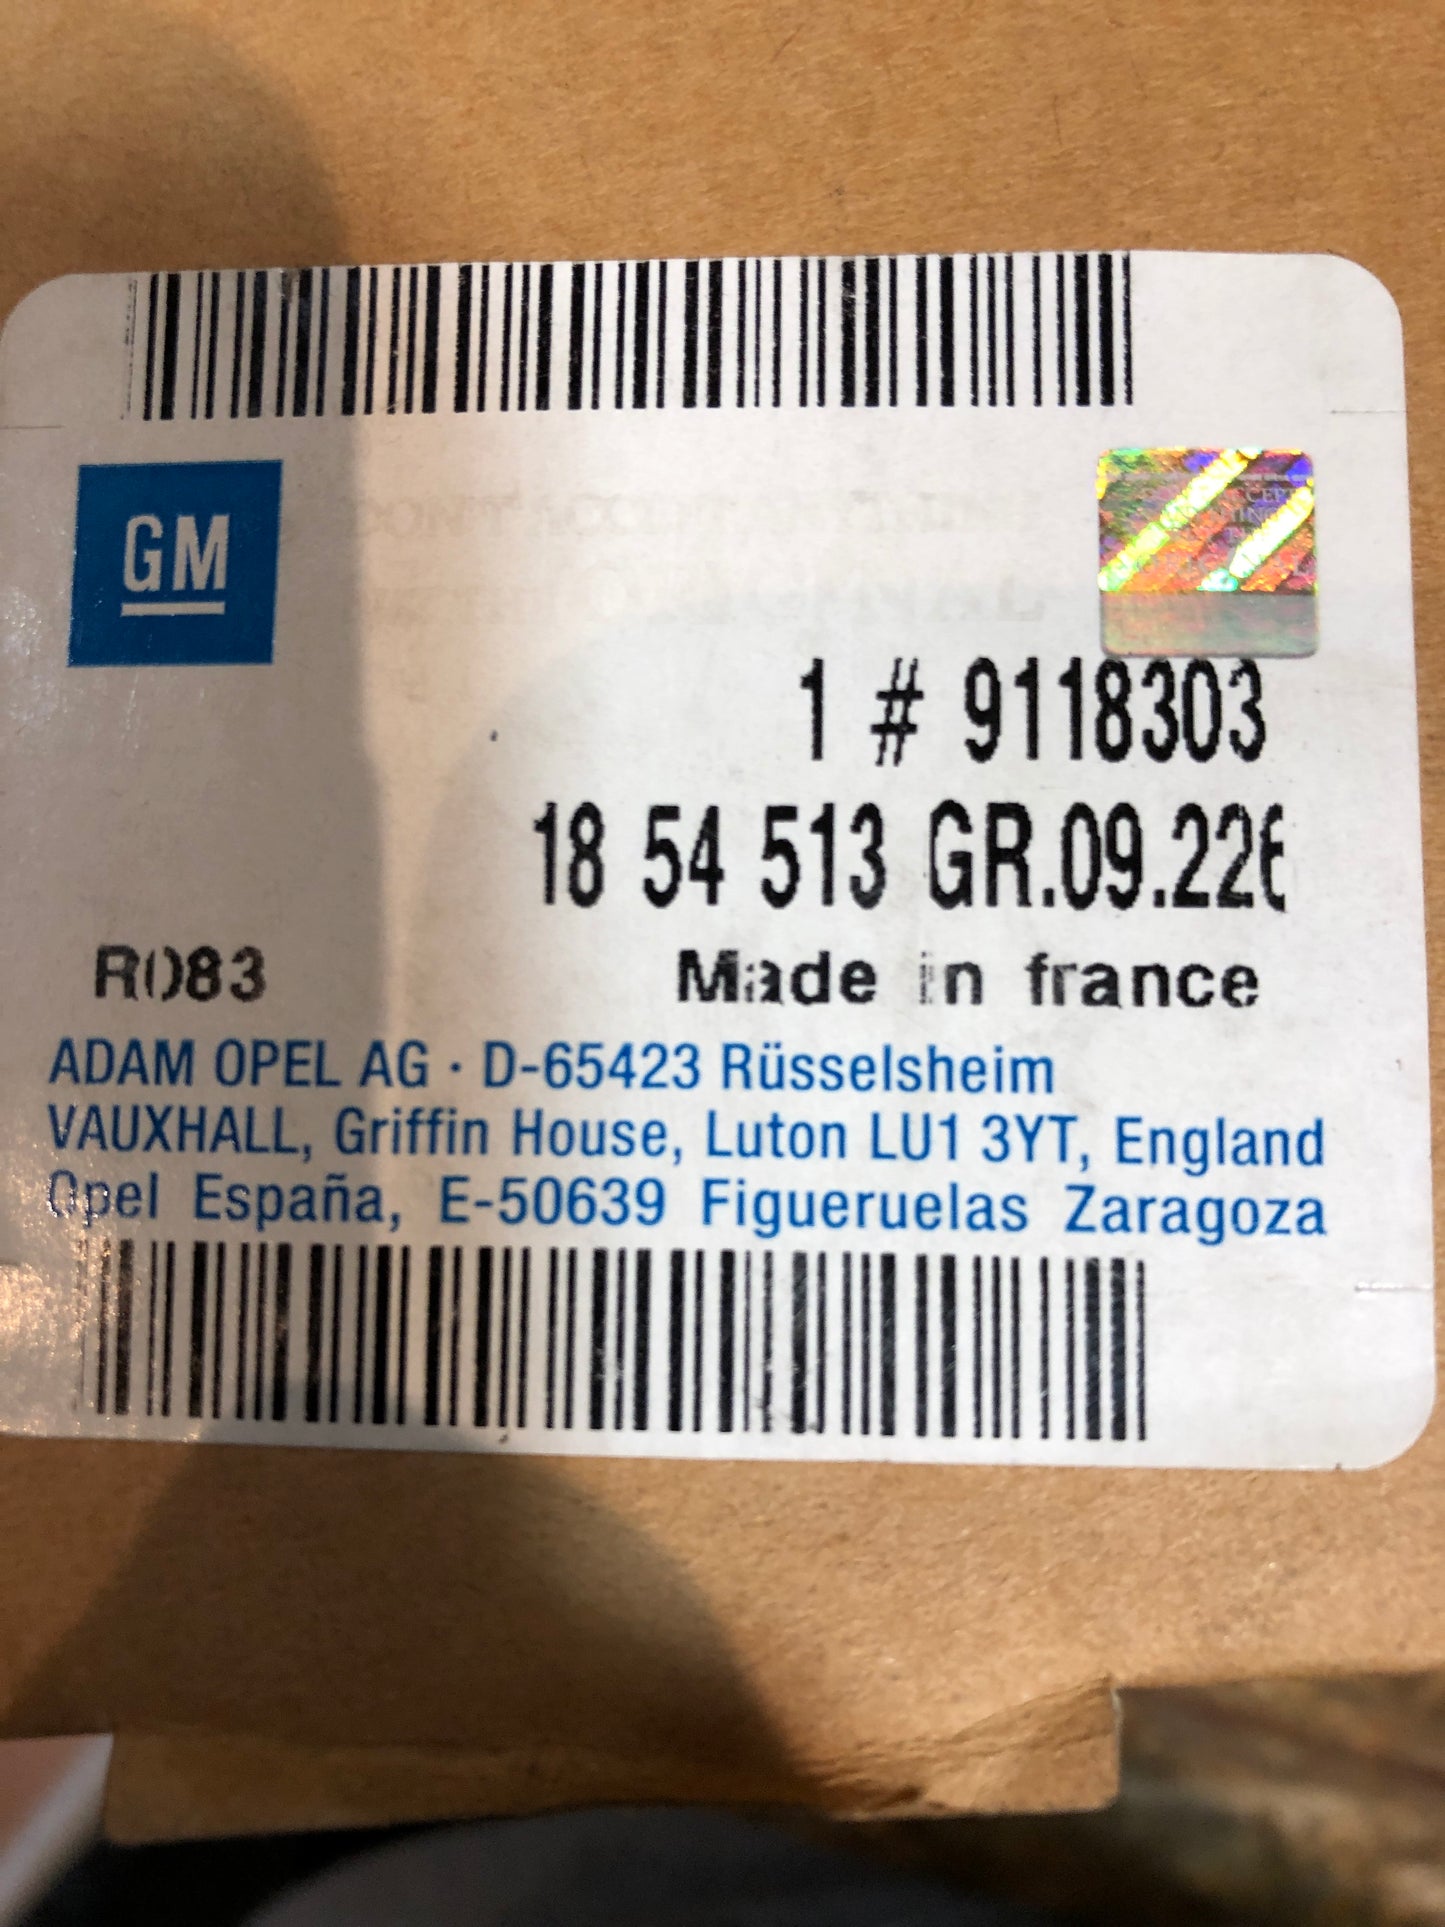 GM
1 # 9118303
18 54 513 GR.09.226
R083 Made in france
ADAM OPEL AG · D-65423 Rüsselsheim
VAUXHALL, Griffin House, Luton LU1 3YT, England
Opel España, E-50639 Figueruelas Zaragoza